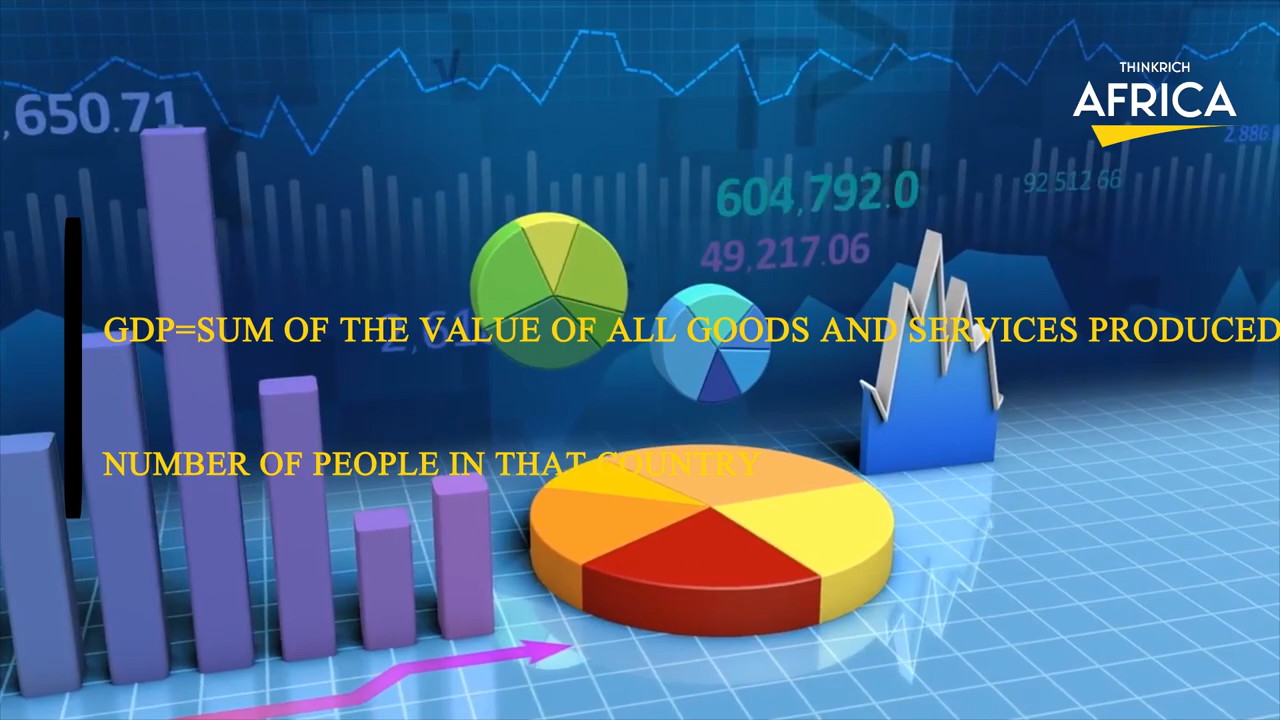 THINKRICH
AFRICA
,650.71
604,792.0
92 512 66
49,217.06
GDP=SUM OF THE VALUE OF ALL GOODS AND SERVICES PRODUCED
NUMBER OF PEOPLE IN THAT COUNTRY